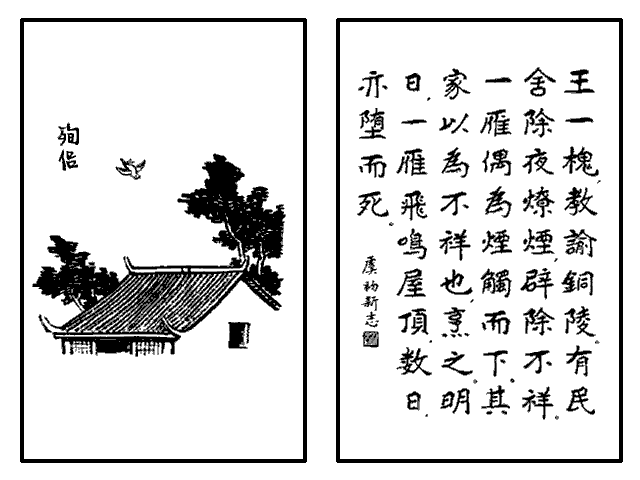 殉侶
王一槐，教諭銅陵。有民
舍除夜燎煙，辟除不祥。
一雁偶為煙觸而下。其
家以為不祥也，烹之。明
日，一雁飛鳴屋頂，數日，
亦墮而死。
虞初新志